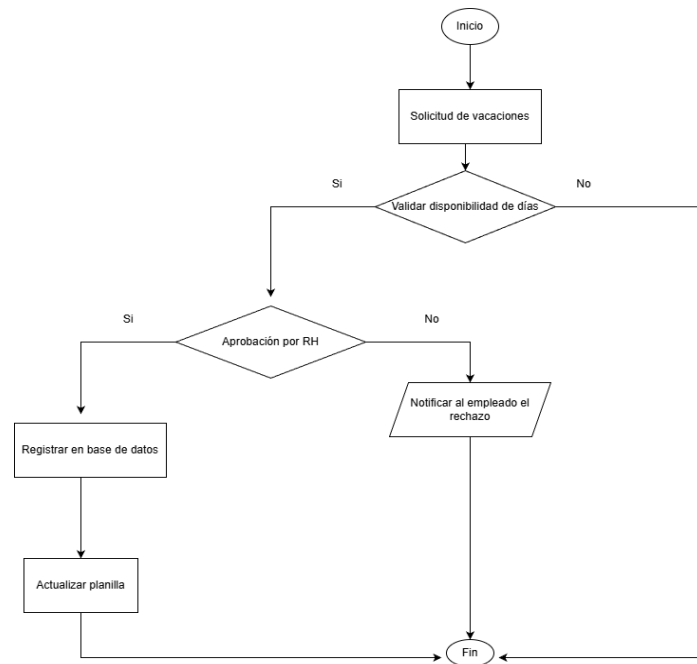 Inicio
Solicitud de vacaciones
Si
No
Validar disponibilidad de días
Si
No
Aprobación por RH
Notificar al empleado el
rechazo
Registrar en base de datos
Actualizar planilla
Fin